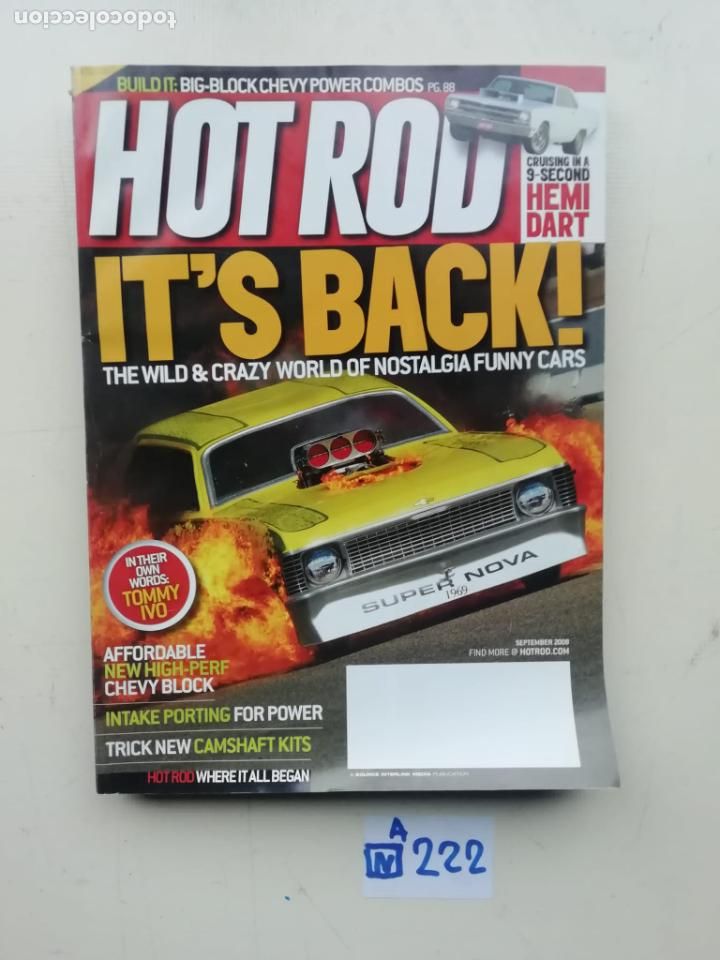 todocoleccion
BUILD IT: BIG-BLOCK CHEVY POWER COMBOS PG. 88
HOT ROD
CRUISING IN A
9-SECOND
HEMI
DART
IT'S BACK!
THE WILD & CRAZY WORLD OF NOSTALGIA FUNNY CARS
SUPER NOVA
1969
IN THEIR
OWN
WORDS:
TOMMY
IVO
SEPTEMBER 2008
FIND MORE @ HOTROD.COM
AFFORDABLE
NEW HIGH-PERF
CHEVY BLOCK
INTAKE PORTING FOR POWER
TRICK NEW CAMSHAFT KITS
HOT ROD WHERE IT ALL BEGAN
A SOURCE INTERLINK MEDIA PUBLICATION
A
N 222